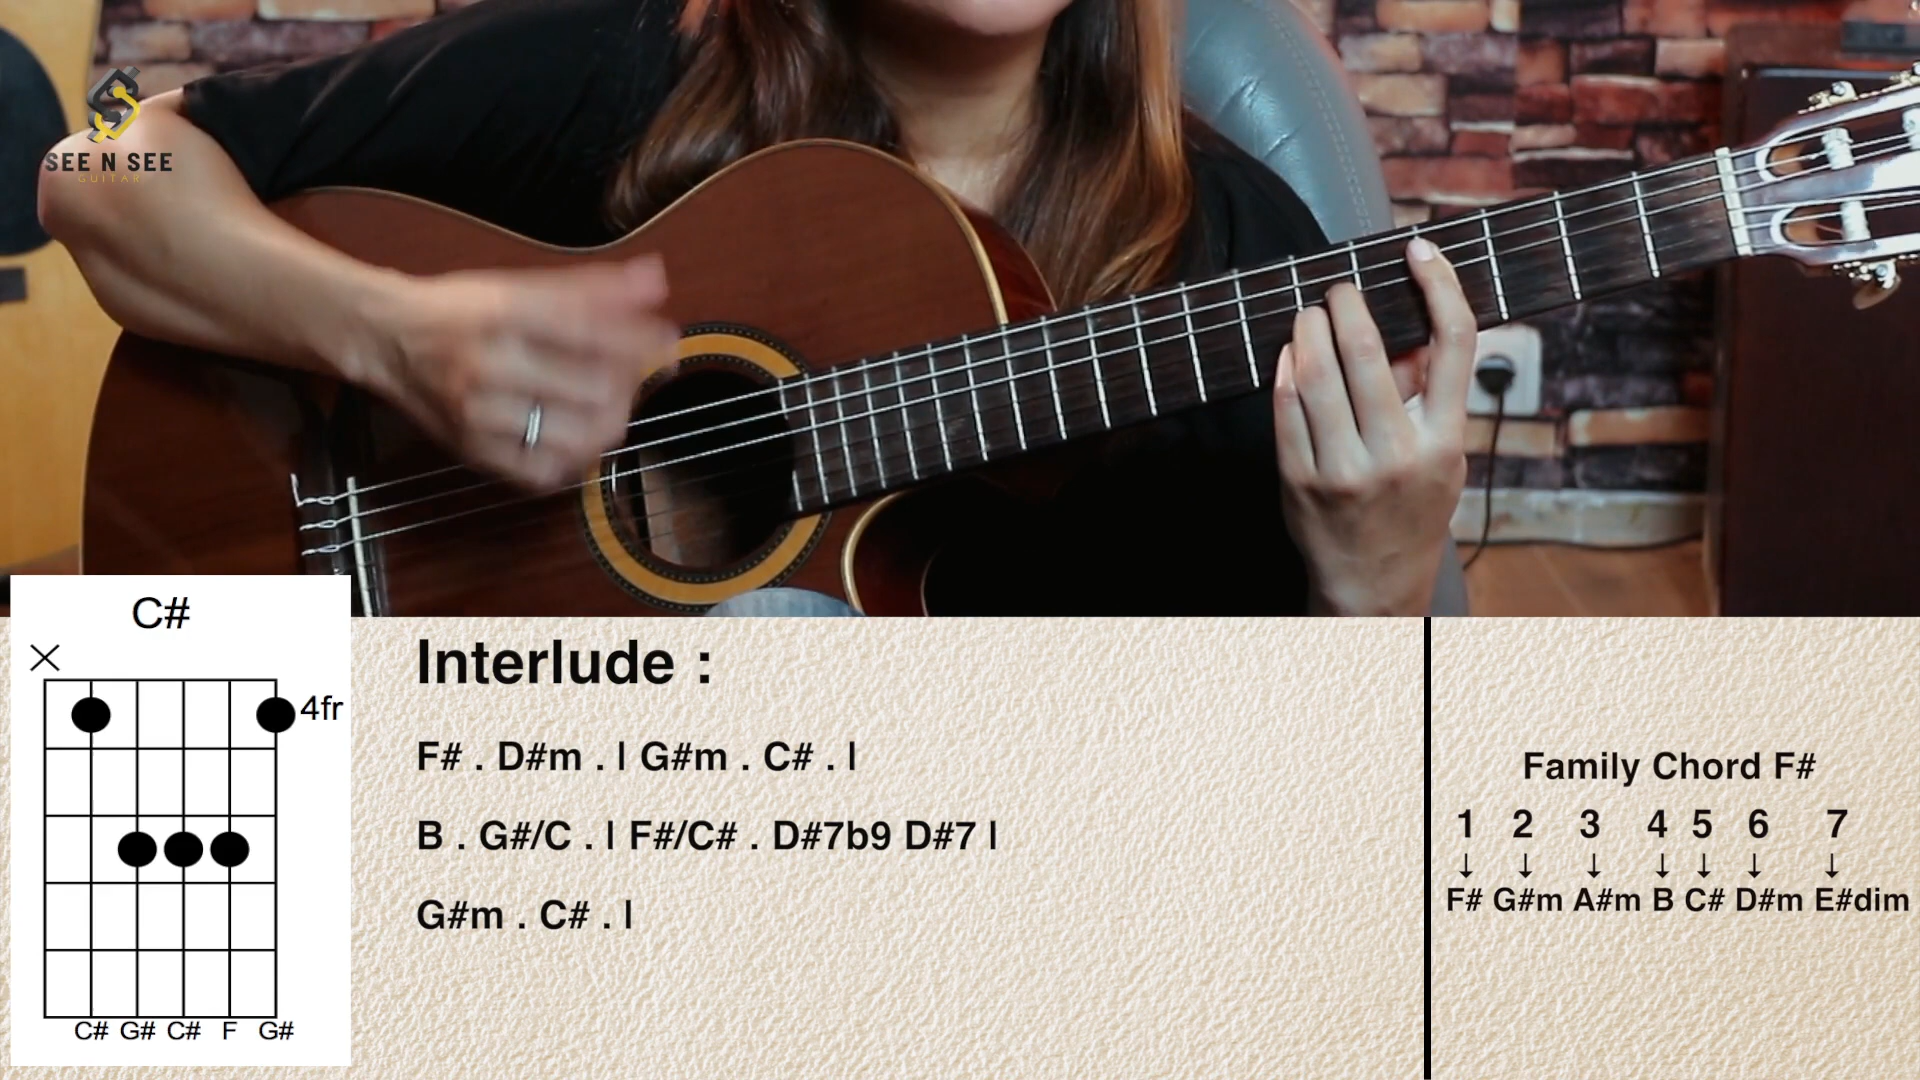 SEE N SEE
GUITAR
C#
4fr
C# G# C# F G#
Interlude :
F# . D#m . l G#m . C# . l
B . G#/C . l F#/C# . D#7b9 D#7 l
G#m . C# . l
Family Chord F#
1 2 3 4 5 6 7
↓ ↓ ↓ ↓ ↓ ↓ ↓
F# G#m A#m B C# D#m E#dim